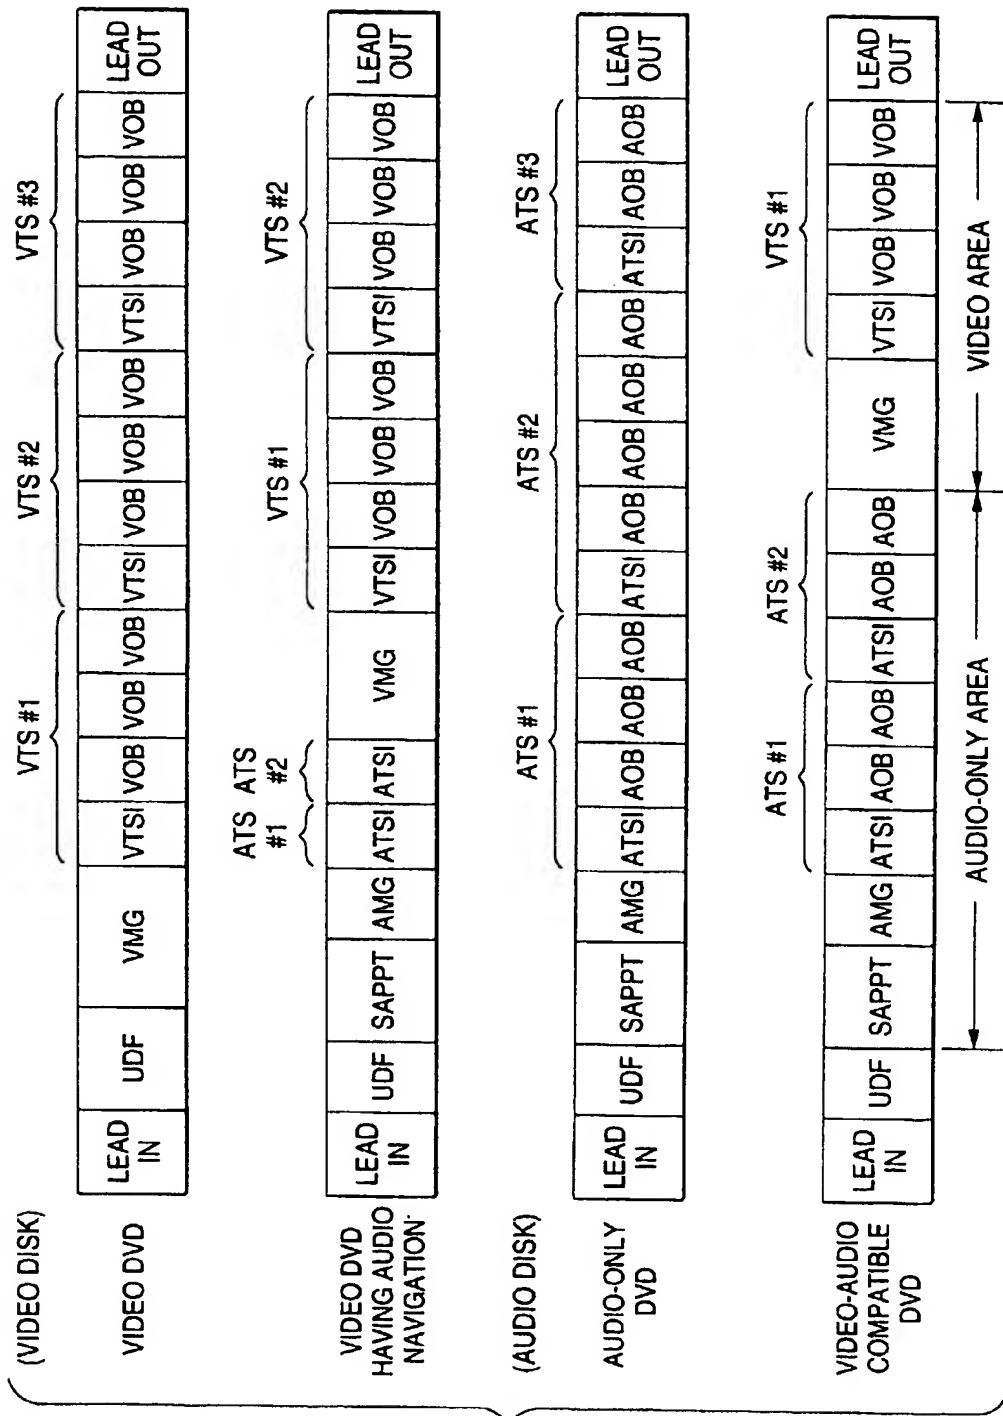 (VIDEO DISK)
VTS #1 VTS #2 VTS #3
VIDEO DVD
LEAD IN UDF VMG VTSI VOB VOB VOB VTSI VOB VOB VOB VTSI VOB VOB VOB LEAD OUT
ATS #1 ATS #2 VTS #1 VTS #2
VIDEO DVD
HAVING AUDIO
NAVIGATION
LEAD IN UDF SAPPT AMG ATSI ATSI VMG VTSI VOB VOB VOB VTSI VOB VOB VOB LEAD OUT
(AUDIO DISK)
ATS #1 ATS #2 ATS #3
AUDIO-ONLY
DVD
LEAD IN UDF SAPPT AMG ATSI AOB AOB AOB ATSI AOB AOB AOB AOB ATSI AOB AOB LEAD OUT
ATS #1 ATS #2 VTS #1
VIDEO-AUDIO
COMPATIBLE
DVD
LEAD IN UDF SAPPT AMG ATSI AOB AOB ATSI AOB AOB VMG VTSI VOB VOB VOB LEAD OUT
AUDIO-ONLY AREA VIDEO AREA